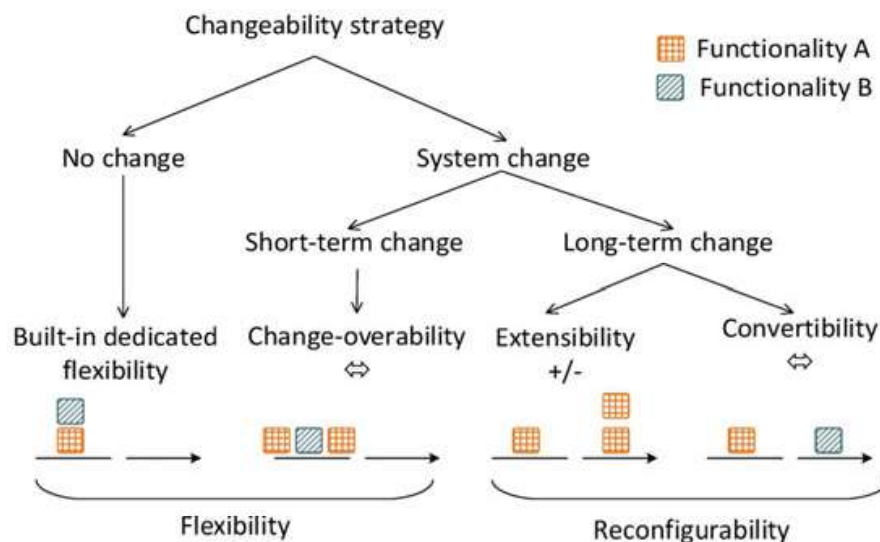 Changeability strategy
Functionality A
Functionality B
No change
System change
Short-term change
Long-term change
Built-in dedicated
flexibility
Change-overability
⬄
Extensibility
+/-
Convertibility
⬄
Flexibility
Reconfigurability